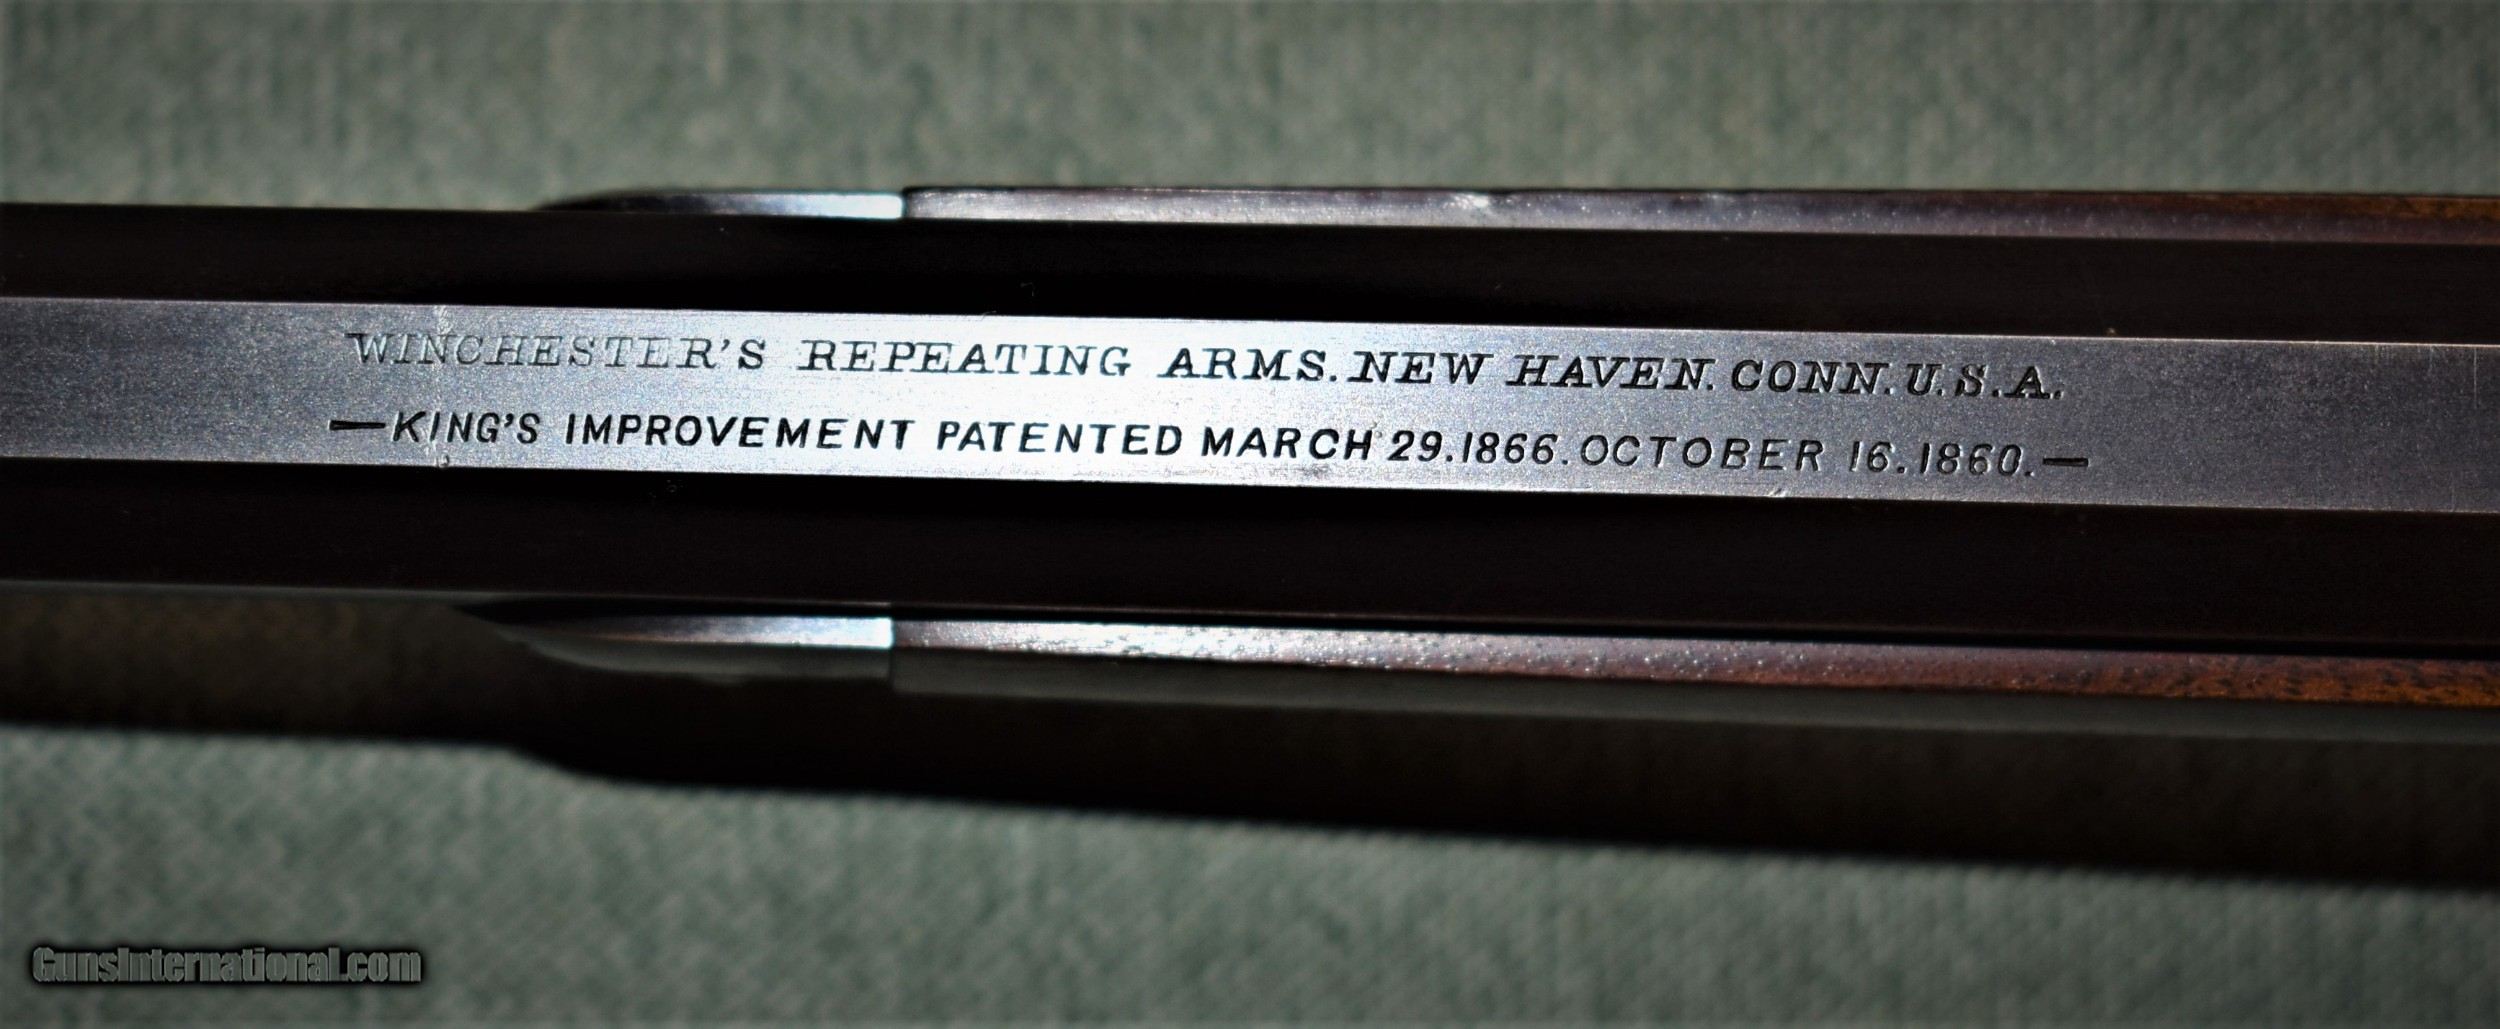 WINCHESTER'S REPEATING ARMS. NEW HAVEN. CONN. U.S.A.
—KING'S IMPROVEMENT PATENTED MARCH 29. 1866. OCTOBER 16. 1860.—
GunsInternational.com